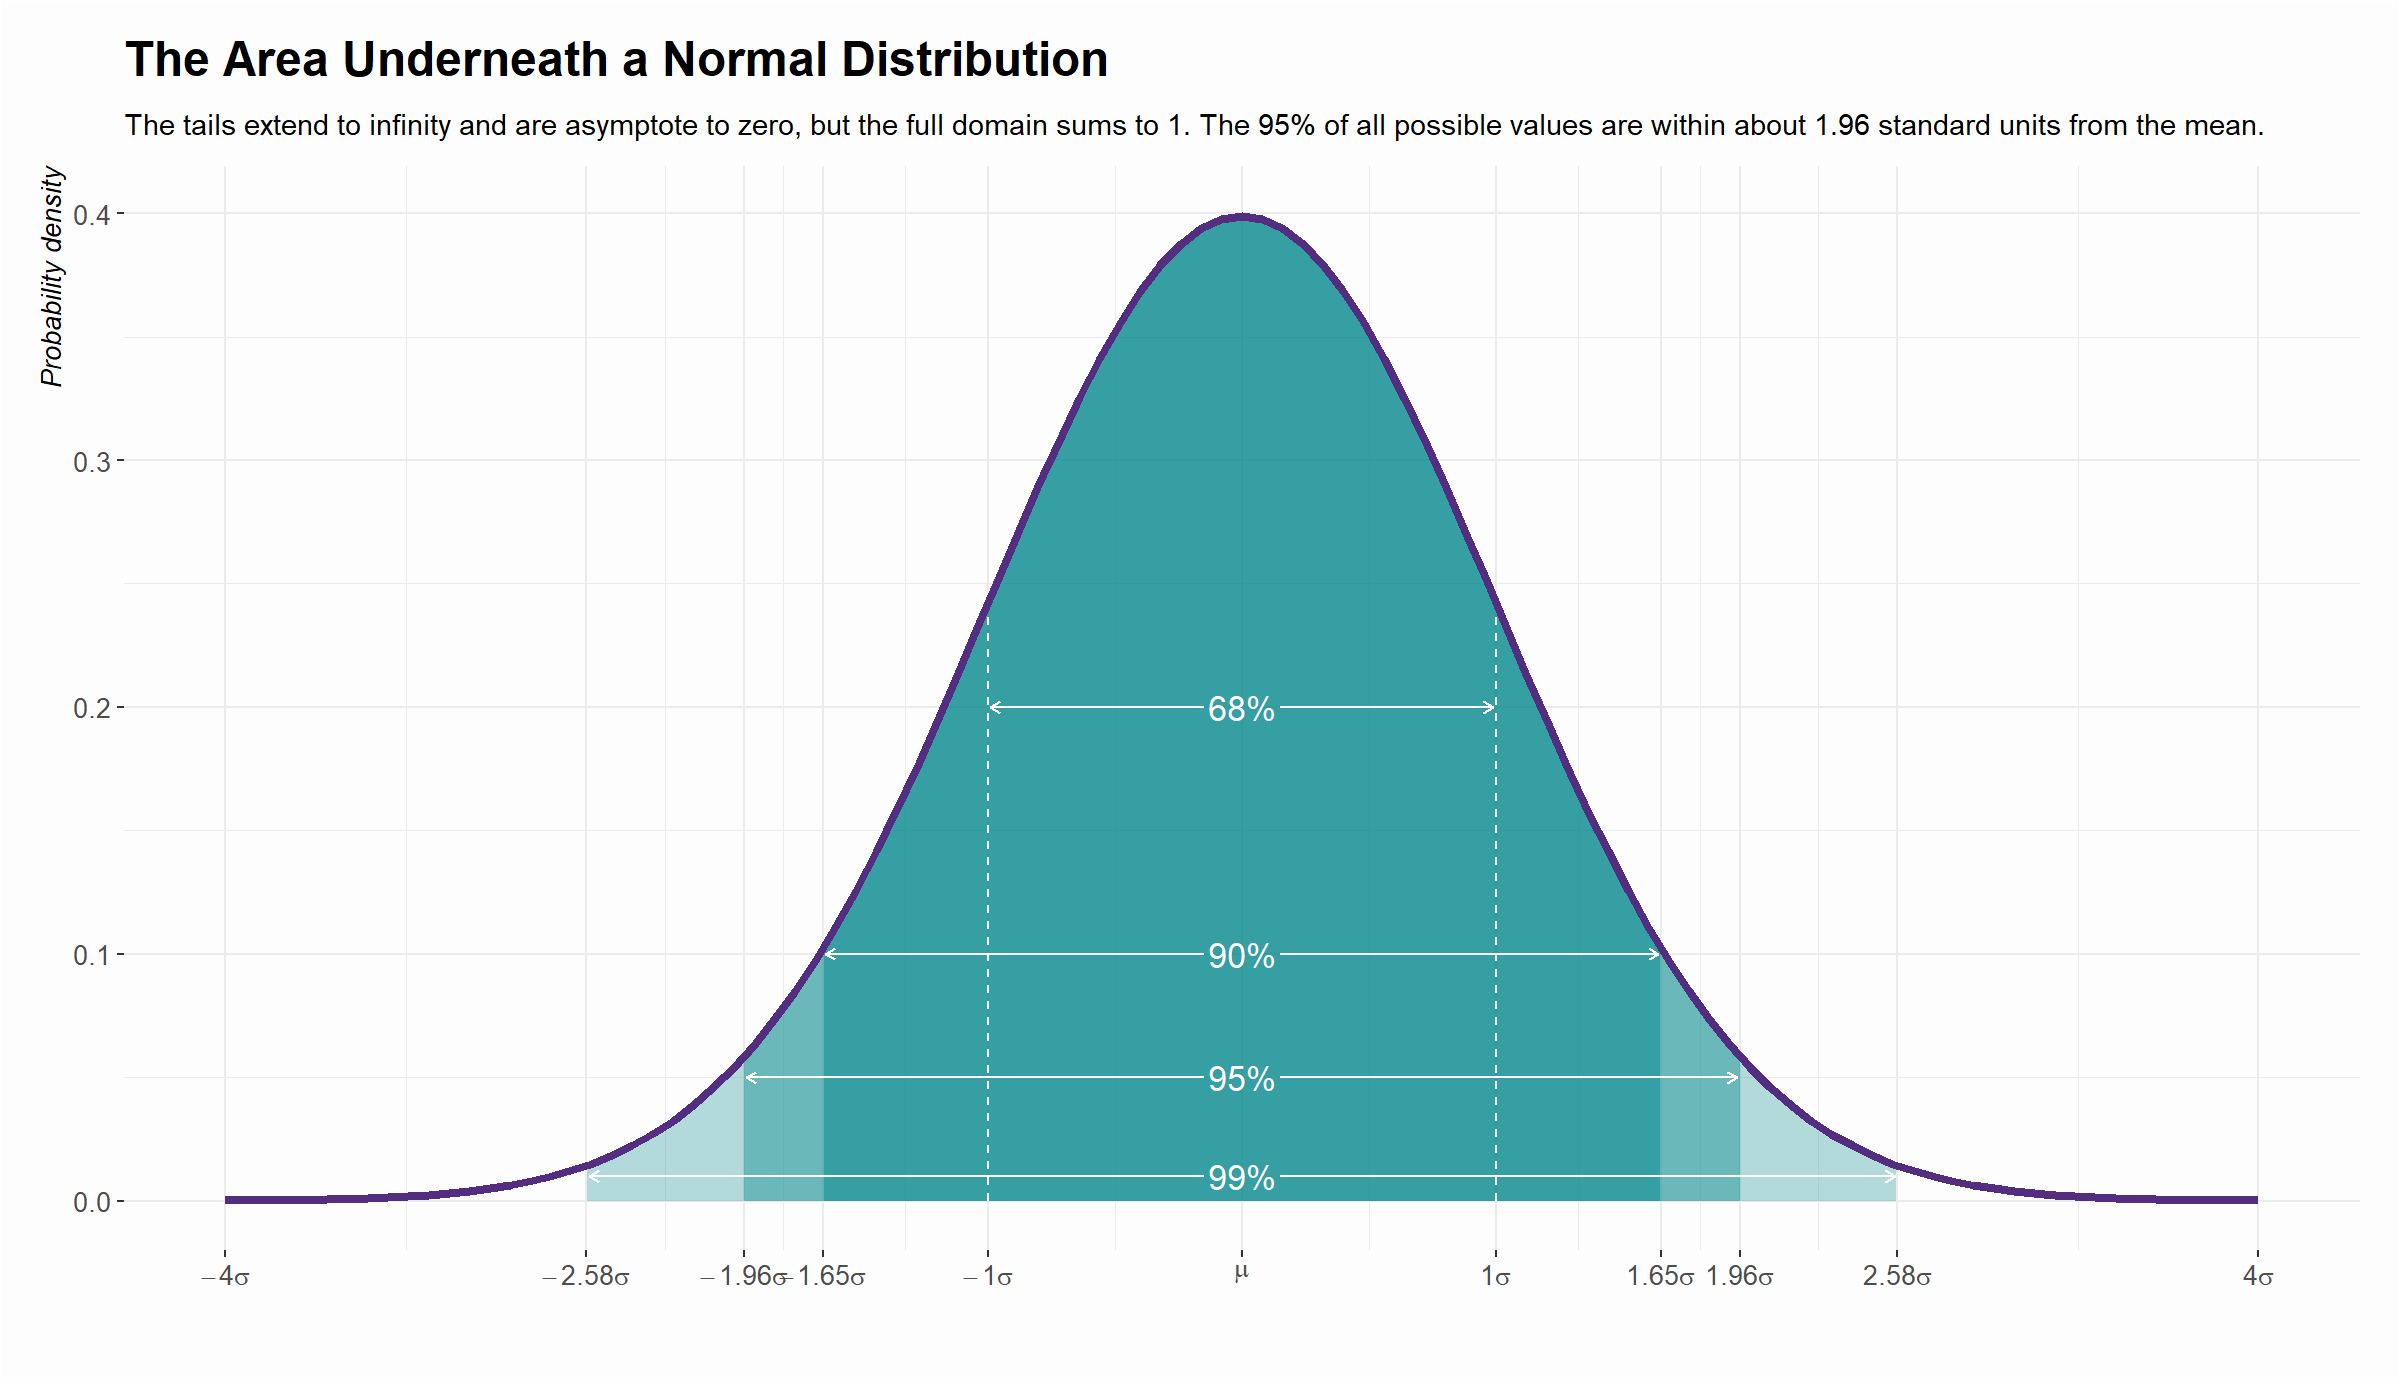 The Area Underneath a Normal Distribution
The tails extend to infinity and are asymptote to zero, but the full domain sums to 1. The 95% of all possible values are within about 1.96 standard units from the mean.
Probability density
0.4
0.3
0.2
0.1
0.0
68%
90%
95%
99%
−4σ −2.58σ −1.96σ −1.65σ −1σ μ 1σ 1.65σ 1.96σ 2.58σ 4σ